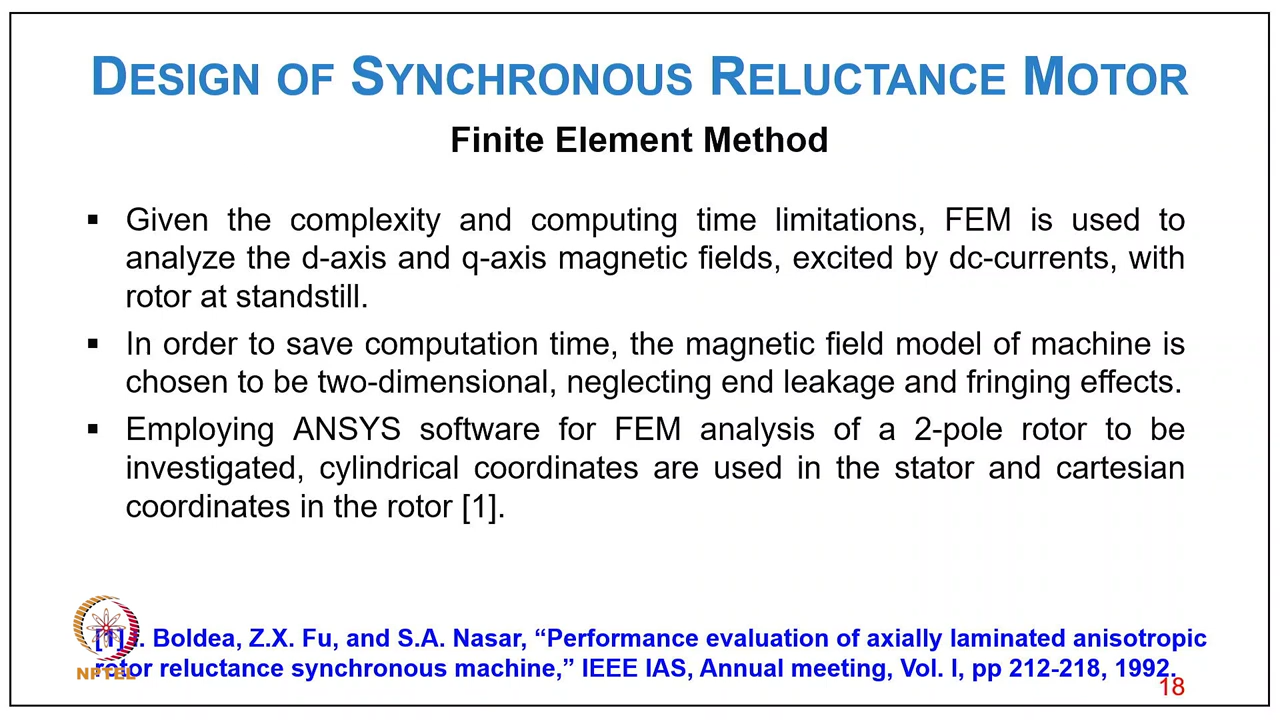 DESIGN OF SYNCHRONOUS RELUCTANCE MOTOR
Finite Element Method
▪ Given the complexity and computing time limitations, FEM is used to
analyze the d-axis and q-axis magnetic fields, excited by dc-currents, with
rotor at standstill.
▪ In order to save computation time, the magnetic field model of machine is
chosen to be two-dimensional, neglecting end leakage and fringing effects.
▪ Employing ANSYS software for FEM analysis of a 2-pole rotor to be
investigated, cylindrical coordinates are used in the stator and cartesian
coordinates in the rotor [1].
[1] I. Boldea, Z.X. Fu, and S.A. Nasar, “Performance evaluation of axially laminated anisotropic
rotor reluctance synchronous machine,” IEEE IAS, Annual meeting, Vol. I, pp 212-218, 1992.
NPTEL
18